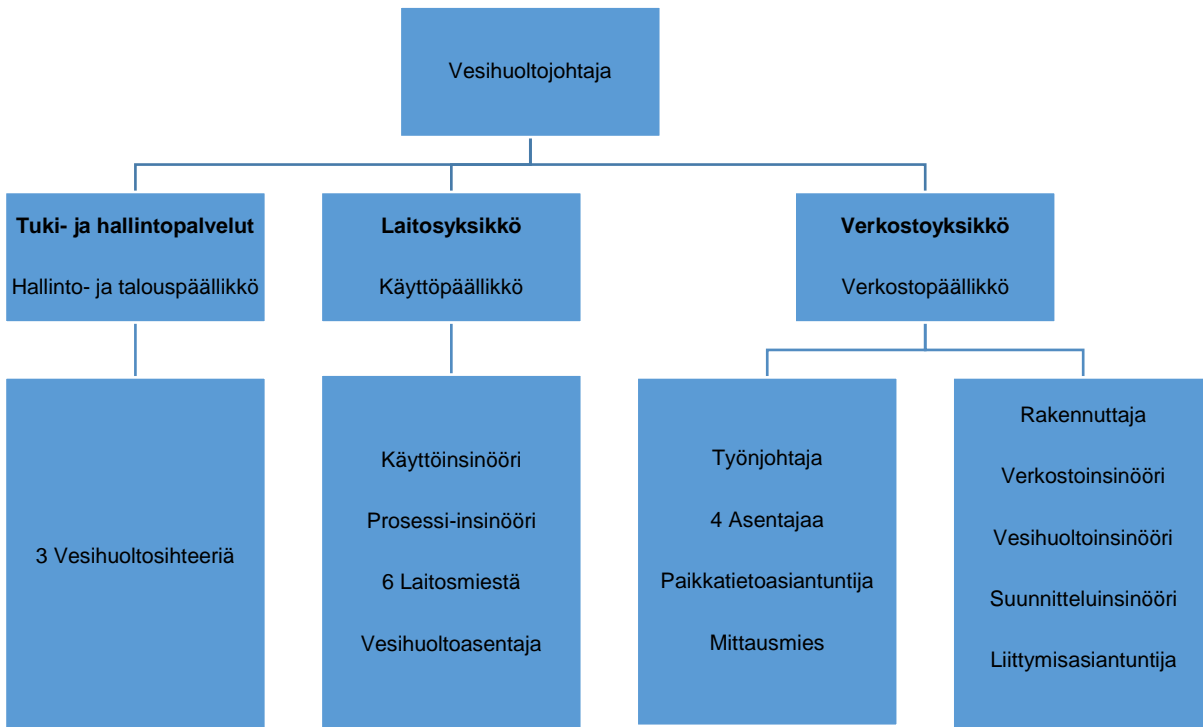 Vesihuoltojohtaja
Tuki- ja hallintopalvelut
Hallinto- ja talouspäällikkö
Laitosyksikkö
Käyttöpäällikkö
Verkostoyksikkö
Verkostopäällikkö
3 Vesihuoltosihteeriä
Käyttöinsinööri
Prosessi-insinööri
6 Laitosmiestä
Vesihuoltoasentaja
Työnjohtaja
4 Asentajaa
Paikkatietoasiantuntija
Mittausmies
Rakennuttaja
Verkostoinsinööri
Vesihuoltoinsinööri
Suunnitteluinsinööri
Liittymisasiantuntija